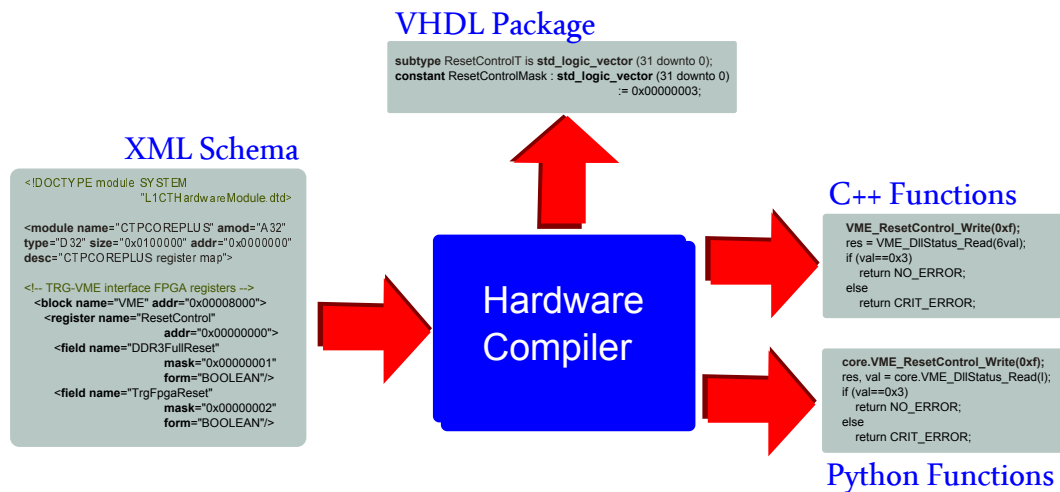 VHDL Package
subtype ResetControlT is std_logic_vector (31 downto 0);
constant ResetControlMask : std_logic_vector (31 downto 0)
:= 0x00000003;
XML Schema
<!DOCTYPE module SYSTEM
"L1CTHardwareModule.dtd>
<module name="CTPCOREPLUS" amod="A32"
type="D32" size="0x0100000" addr="0x0000000"
desc="CTPCOREPLUS register map">
<!-- TRG-VME interface FPGA registers -->
<block name="VME" addr="0x00008000">
<register name="ResetControl"
addr="0x00000000">
<field name="DDR3FullReset"
mask="0x00000001"
form="BOOLEAN"/>
<field name="TrgFpgaReset"
mask="0x00000002"
form="BOOLEAN"/>
Hardware
Compiler
C++ Functions
VME_ResetControl_Write(0xf);
res = VME_DllStatus_Read(6val);
if (val==0x3)
return NO_ERROR;
else
return CRIT_ERROR;
core.VME_ResetControl_Write(0xf);
res, val = core.VME_DllStatus_Read(l);
if (val==0x3)
return NO_ERROR;
else
return CRIT_ERROR;
Python Functions